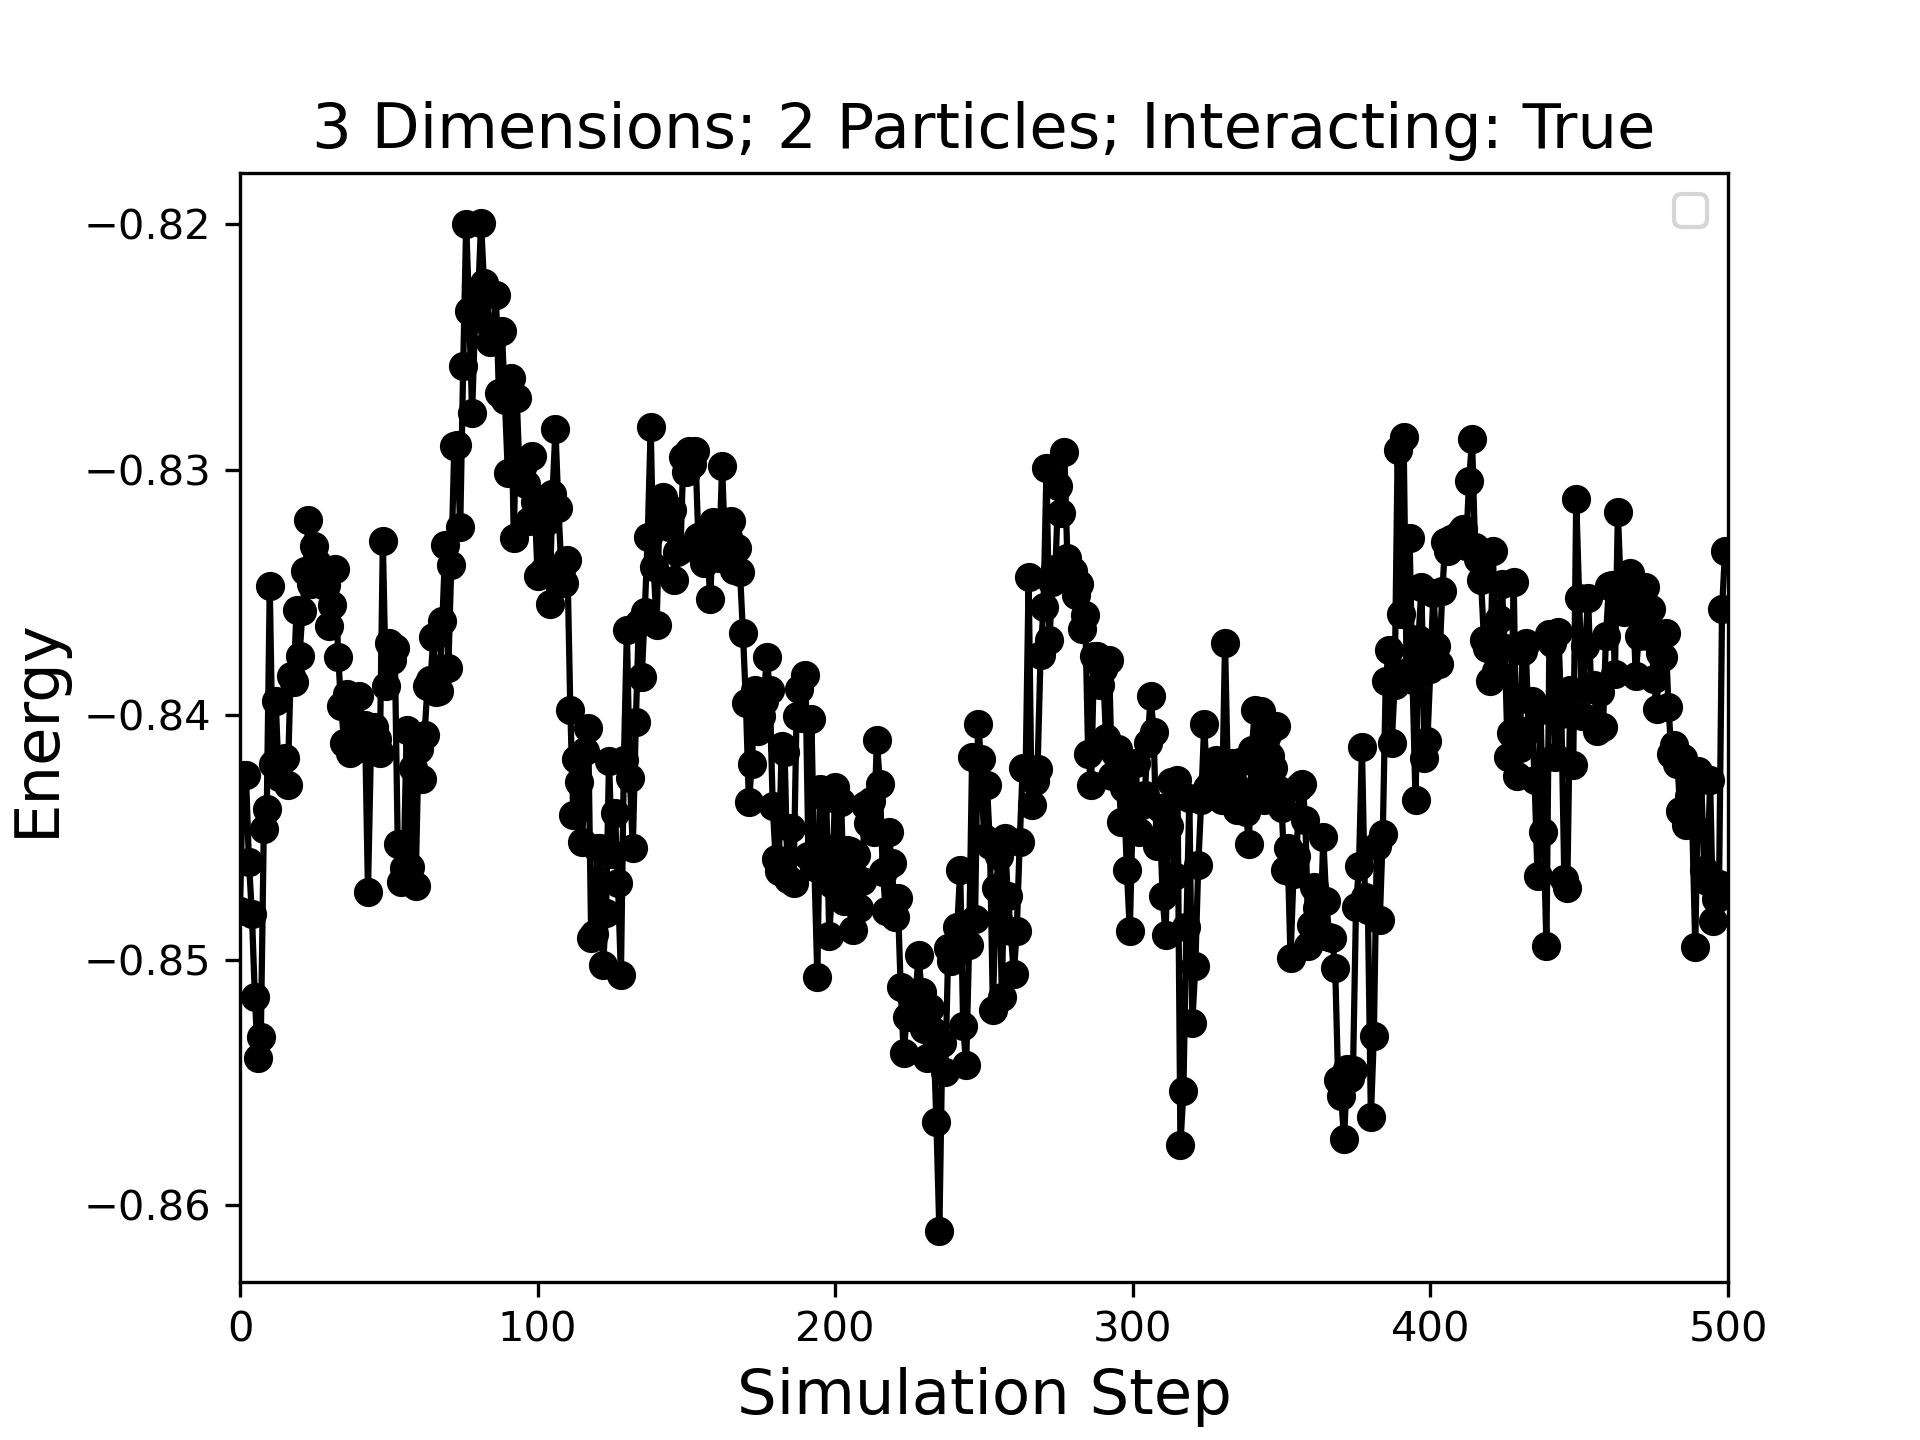 3 Dimensions; 2 Particles; Interacting: True
−0.82
−0.83
−0.84
−0.85
−0.86
Energy
0 100 200 300 400 500
Simulation Step